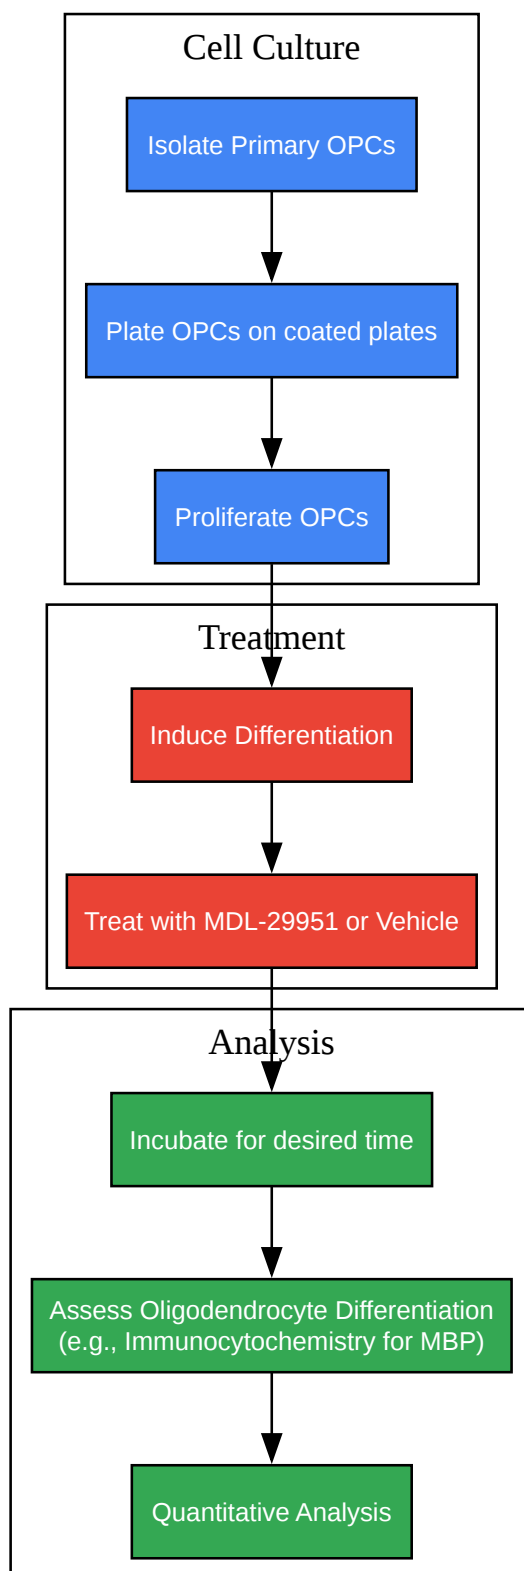 Cell Culture
Isolate Primary OPCs
Plate OPCs on coated plates
Proliferate OPCs
Treatment
Induce Differentiation
Treat with MDL-29951 or Vehicle
Analysis
Incubate for desired time
Assess Oligodendrocyte Differentiation
(e.g., Immunocytochemistry for MBP)
Quantitative Analysis